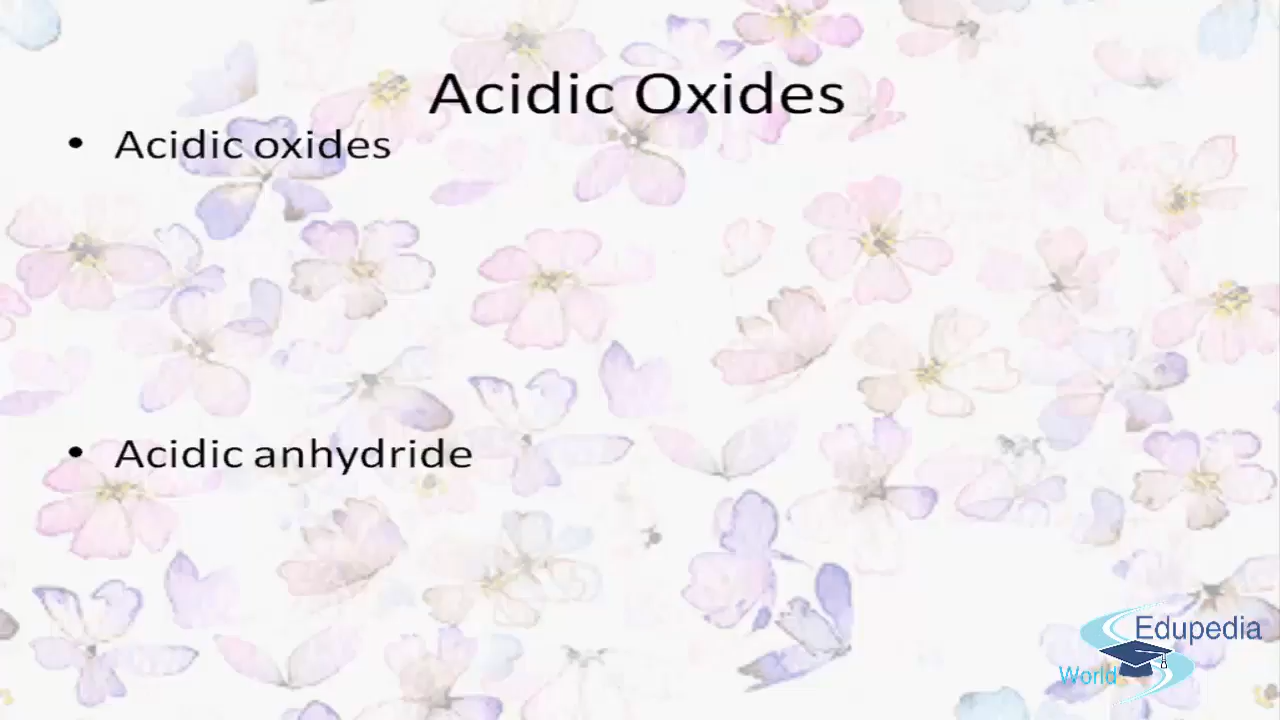 Acidic Oxides
• Acidic oxides
• Acidic anhydride
Edupedia
World